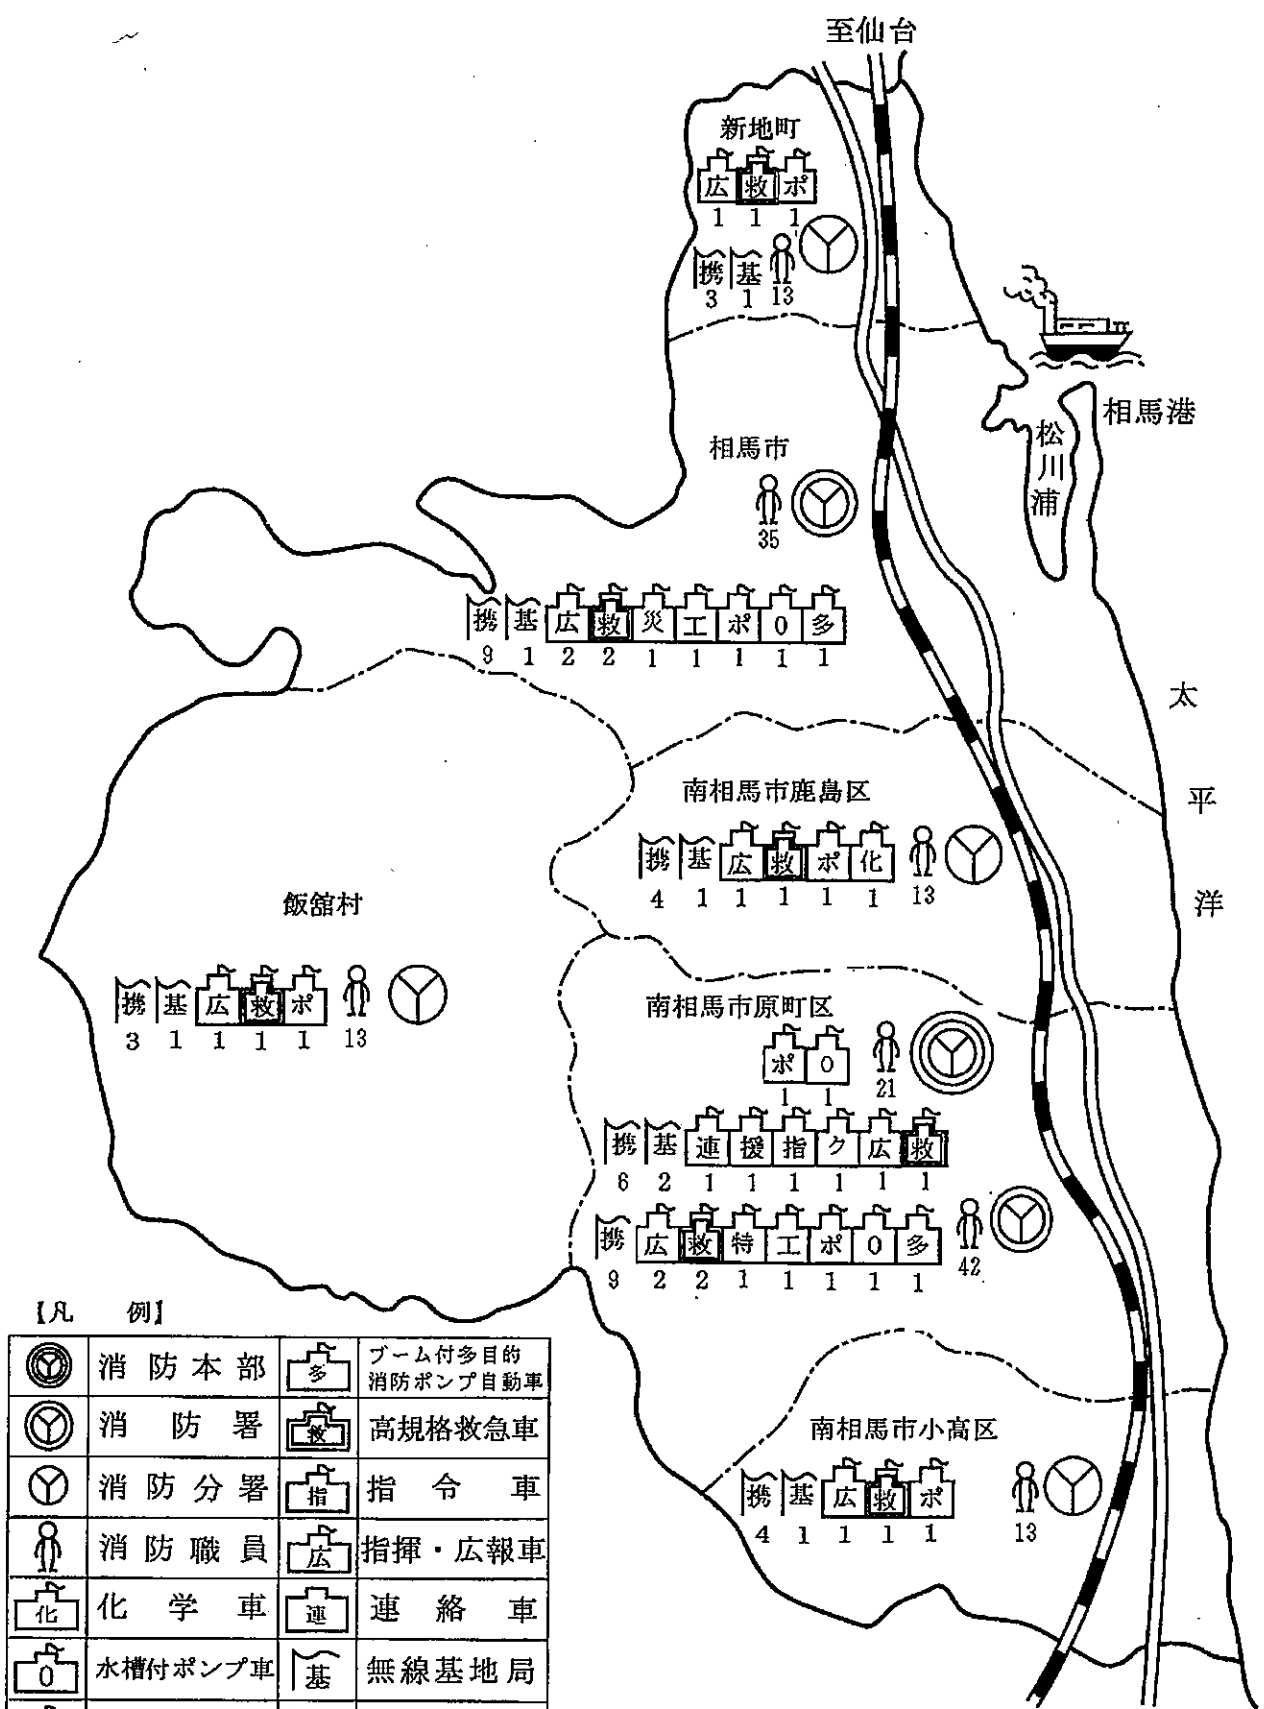 至仙台
新地町
広 救 ポ
1 1 1
携 基
3 1 13
相馬港
松川浦
相馬市
35
携 基 広 救 災 工 ポ 0 多
9 1 2 2 1 1 1 1 1
太平洋
南相馬市鹿島区
携 基 広 救 ポ 化
4 1 1 1 1 1 13
飯舘村
携 基 広 救 ポ
3 1 1 1 1 13
南相馬市原町区
ポ 0
1 1 21
携 基 連 援 指 ク 広 救
6 2 1 1 1 1 1 1
携 広 救 特 工 ポ 0 多
9 2 2 1 1 1 1 1 42
南相馬市小高区
携 基 広 救 ポ
4 1 1 1 1 13
【凡 例】
消防本部 多 ブーム付多目的
消防ポンプ自動車
消防署 救 高規格救急車
消防分署 指 指令車
消防職員 広 指揮・広報車
化 化学車 連 連絡車
0 水槽付ポンプ車 基 無線基地局